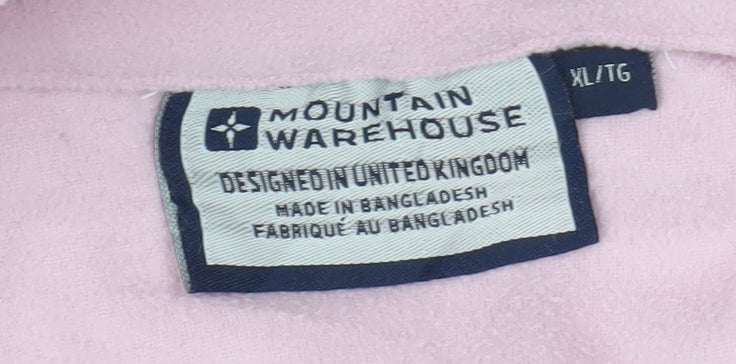 MOUNTAIN
WAREHOUSE
DESIGNED IN UNITED KINGDOM
MADE IN BANGLADESH
FABRIQUÉ AU BANGLADESH
XL/TG